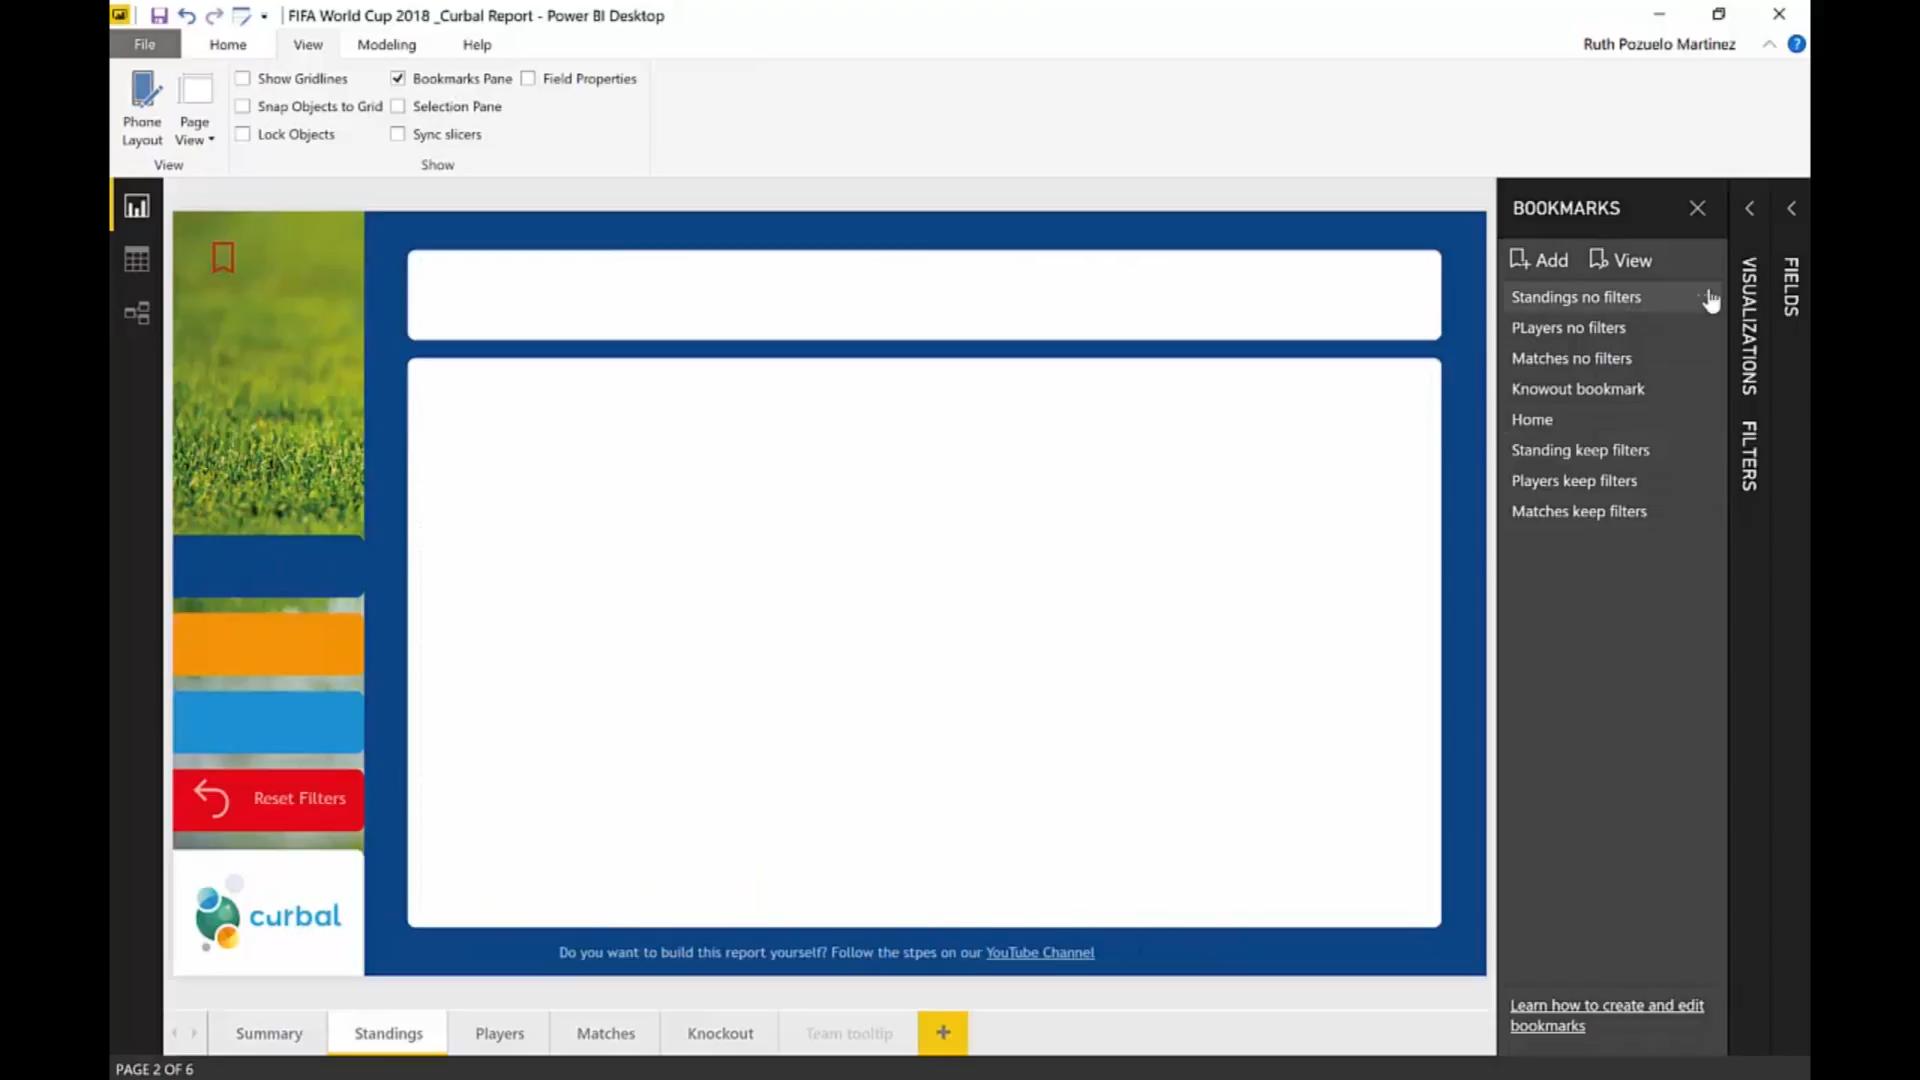 FIFA World Cup 2018 _Curbal Report - Power BI Desktop
File
Home
View
Modeling
Help
Ruth Pozuelo Martinez
?
Phone Layout
Page View
Show Gridlines
Snap Objects to Grid
Lock Objects
Bookmarks Pane
Selection Pane
Sync slicers
Field Properties
View
Show
BOOKMARKS
Add
View
Standings no filters
PLayers no filters
Matches no filters
Knowout bookmark
Home
Standing keep filters
Players keep filters
Matches keep filters
Learn how to create and edit
bookmarks
VISUALIZATIONS
FILTERS
FIELDS
Reset Filters
curbal
Do you want to build this report yourself? Follow the stpes on our YouTube Channel
Summary
Standings
Players
Matches
Knockout
Team tooltip
PAGE 2 OF 6